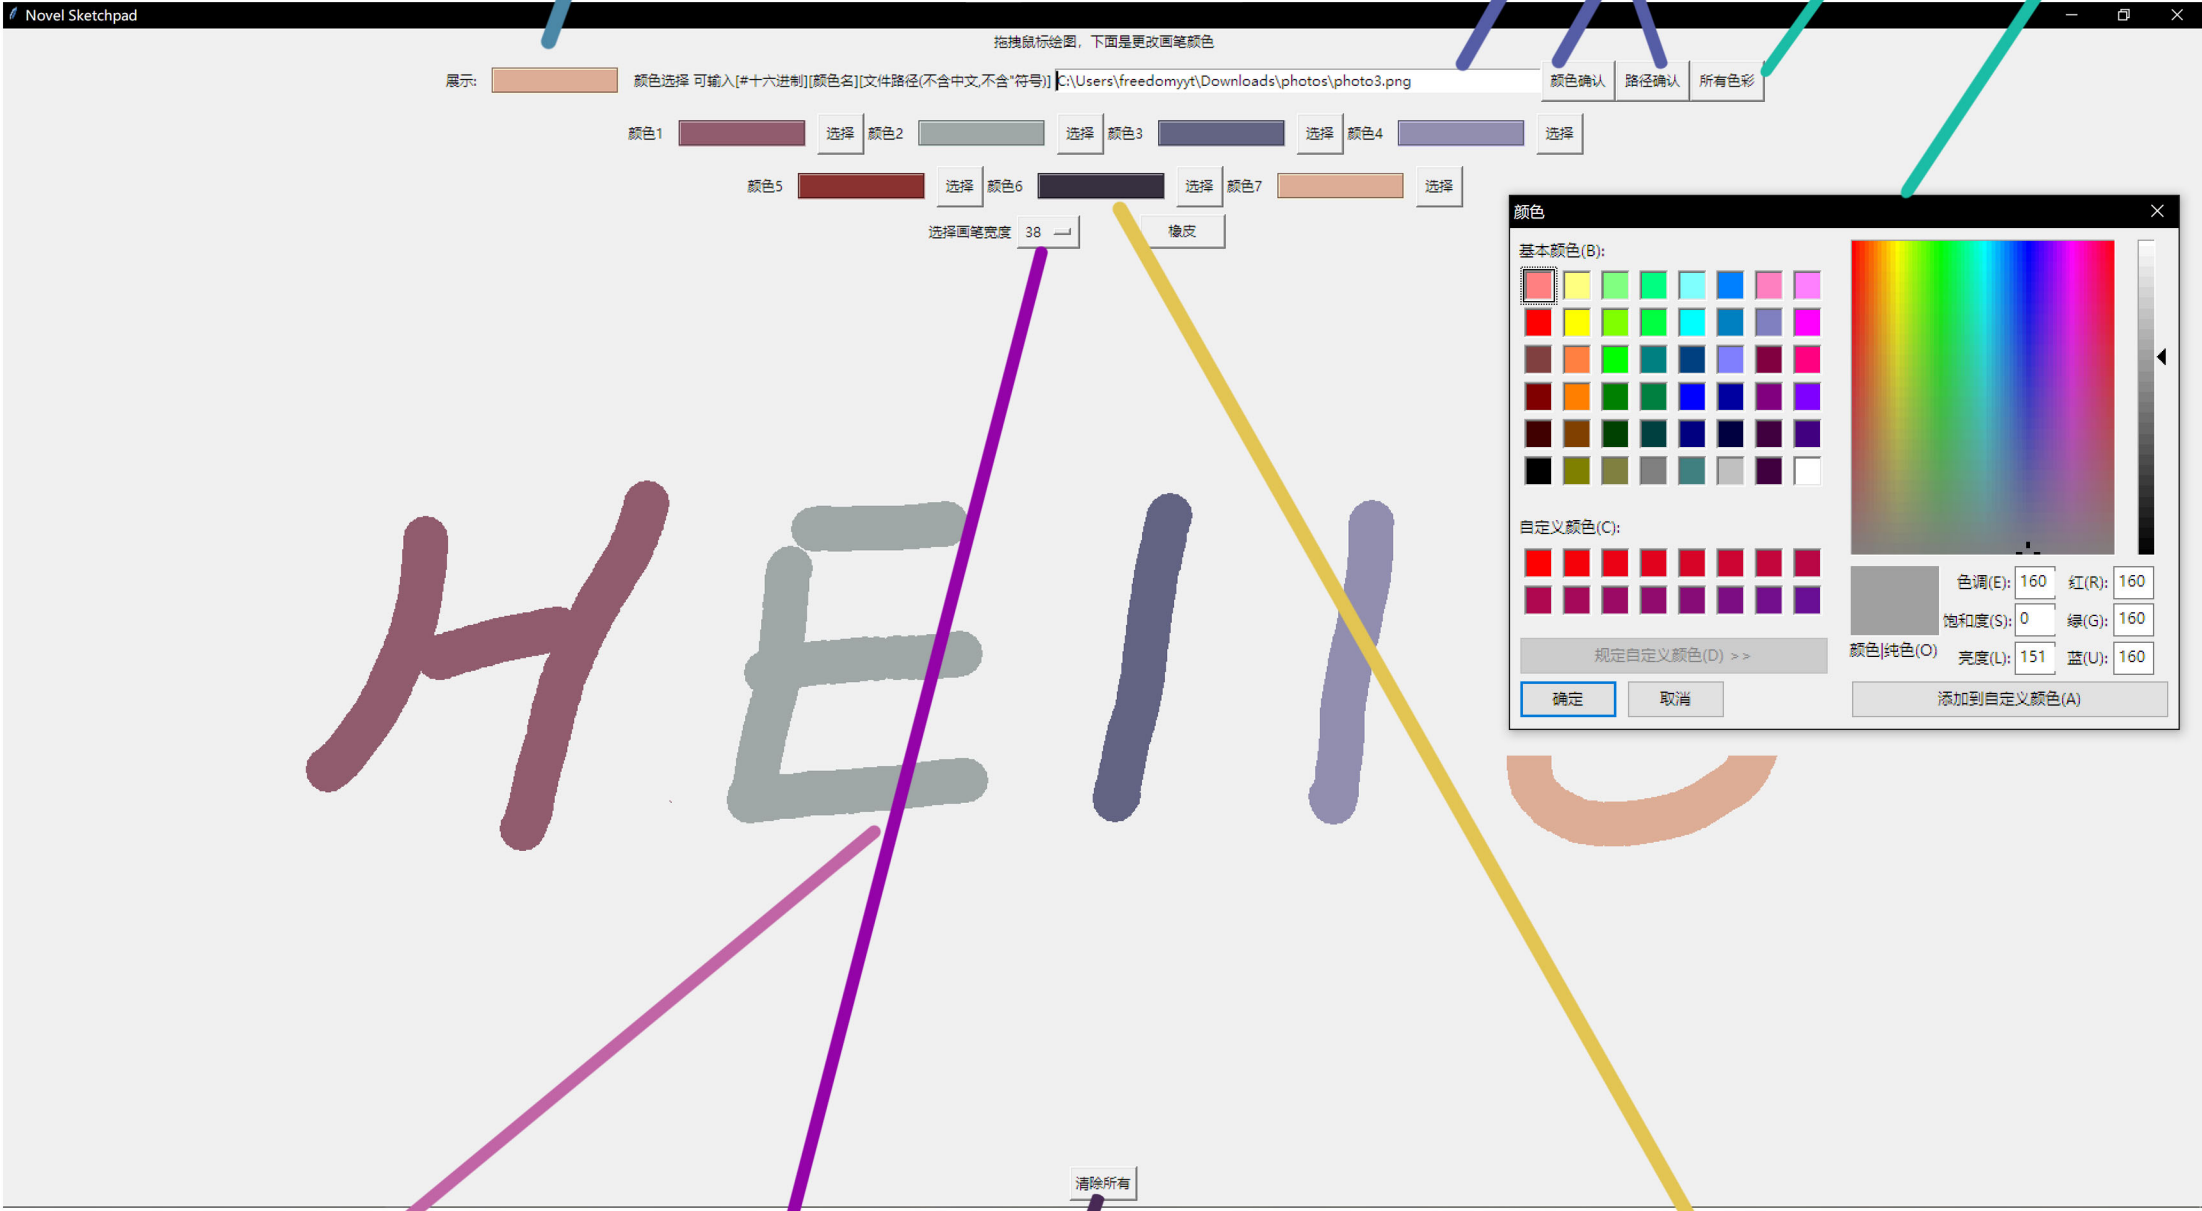 Novel Sketchpad
拖拽鼠标绘图，下面是更改画笔颜色
展示: 颜色选择 可输入[#十六进制][颜色名][文件路径(不含中文,不含"符号)] C:\Users\freedomyyt\Downloads\photos\photo3.png 颜色确认 路径确认 所有色彩
颜色1 选择 颜色2 选择 颜色3 选择 颜色4 选择
颜色5 选择 颜色6 选择 颜色7 选择
选择画笔宽度 38 橡皮
颜色
基本颜色(B):
自定义颜色(C):
色调(E): 160 红(R): 160
饱和度(S): 0 绿(G): 160
颜色|纯色(O) 亮度(L): 151 蓝(U): 160
规定自定义颜色(D) >>
确定 取消 添加到自定义颜色(A)
HEll
清除所有